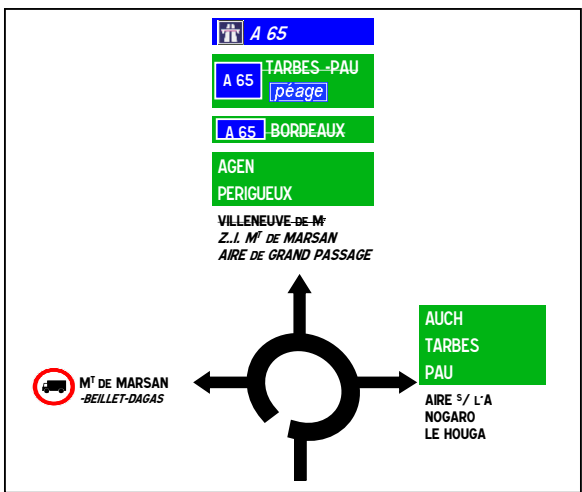 A 65
A 65 TARBES -PAU
péage
A 65 BORDEAUX
AGEN
PERIGUEUX
VILLENEUVE DE Mᵀ
Z.I. Mᵀ DE MARSAN
AIRE DE GRAND PASSAGE
AUCH
TARBES
PAU
AIRE ˢ/ L'A
NOGARO
LE HOUGA
Mᵀ DE MARSAN
-BEILLET-DAGAS